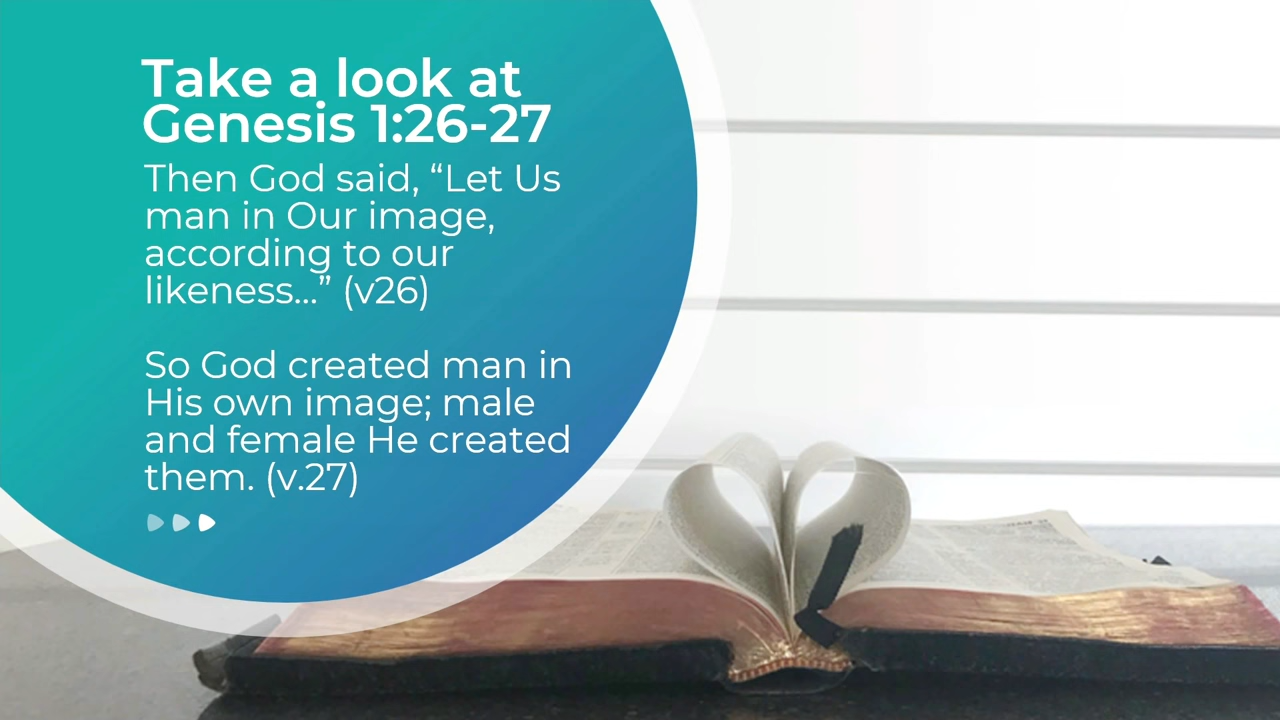 Take a look at
Genesis 1:26-27
Then God said, “Let Us
man in Our image,
according to our
likeness...” (v26)
So God created man in
His own image; male
and female He created
them. (v.27)